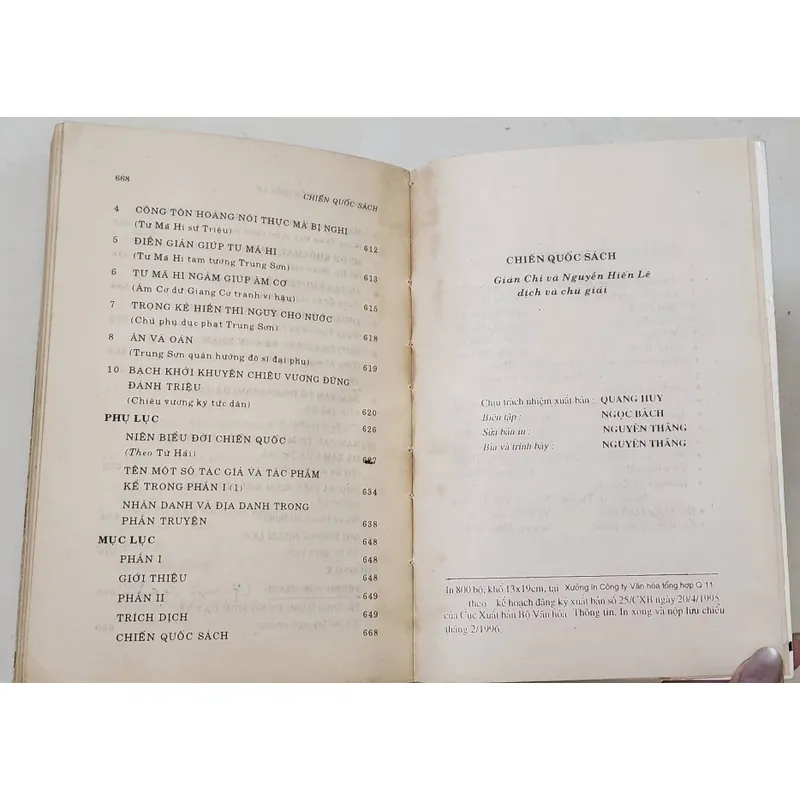 668
CHIẾN QUỐC SÁCH
4 CÔNG TÔN HOÀNG NÓI THỰC MÀ BỊ NGHI
(Tư Mã Hi sứ Triệu) 612
5 ĐIỀN GIẢN GIÚP TƯ MÃ HI
(Tư Mã Hi tam tướng Trung Sơn) 613
6 TƯ MÃ HI NGẦM GIÚP ÂM CƠ
(Âm Cơ dữ Giang Cơ tranh vi hậu) 615
7 TRỌNG KẺ HIỀN THÌ NGUY CHO NƯỚC
(Chủ phụ dục phạt Trung Sơn) 618
8 ÂN VÀ OÁN
(Trung Sơn quân hưởng đô sĩ đại phu) 619
10 BẠCH KHỞI KHUYÊN CHIÊU VƯƠNG ĐỪNG
ĐÁNH TRIỆU
(Chiêu vương ký tức dân) 620
PHỤ LỤC 626
NIÊN BIỂU ĐỜI CHIẾN QUỐC
(Theo Từ Hải) 627
TÊN MỘT SỐ TÁC GIẢ VÀ TÁC PHẨM
KỂ TRONG PHẦN I (1) 634
NHÂN DANH VÀ ĐỊA DANH TRONG
PHẦN TRUYỆN 638
MỤC LỤC 648
PHẦN I 648
GIỚI THIỆU 648
PHẦN II 649
TRÍCH DỊCH 649
CHIẾN QUỐC SÁCH 668
CHIẾN QUỐC SÁCH
Giản Chi và Nguyễn Hiến Lê
dịch và chú giải
Chịu trách nhiệm xuất bản : QUANG HUY
Biên tập : NGỌC BÁCH
Sửa bản in : NGUYÊN THẮNG
Bìa và trình bày : NGUYÊN THẮNG
In 800 bộ, khổ 13x19cm, tại Xưởng In Công ty Văn hóa tổng hợp Q 11
theo kế hoạch đăng ký xuất bản số 25/CXB ngày 20/4/1995
của Cục Xuất bản Bộ Văn hóa Thông tin. In xong và nộp lưu chiểu
tháng 2/1996.